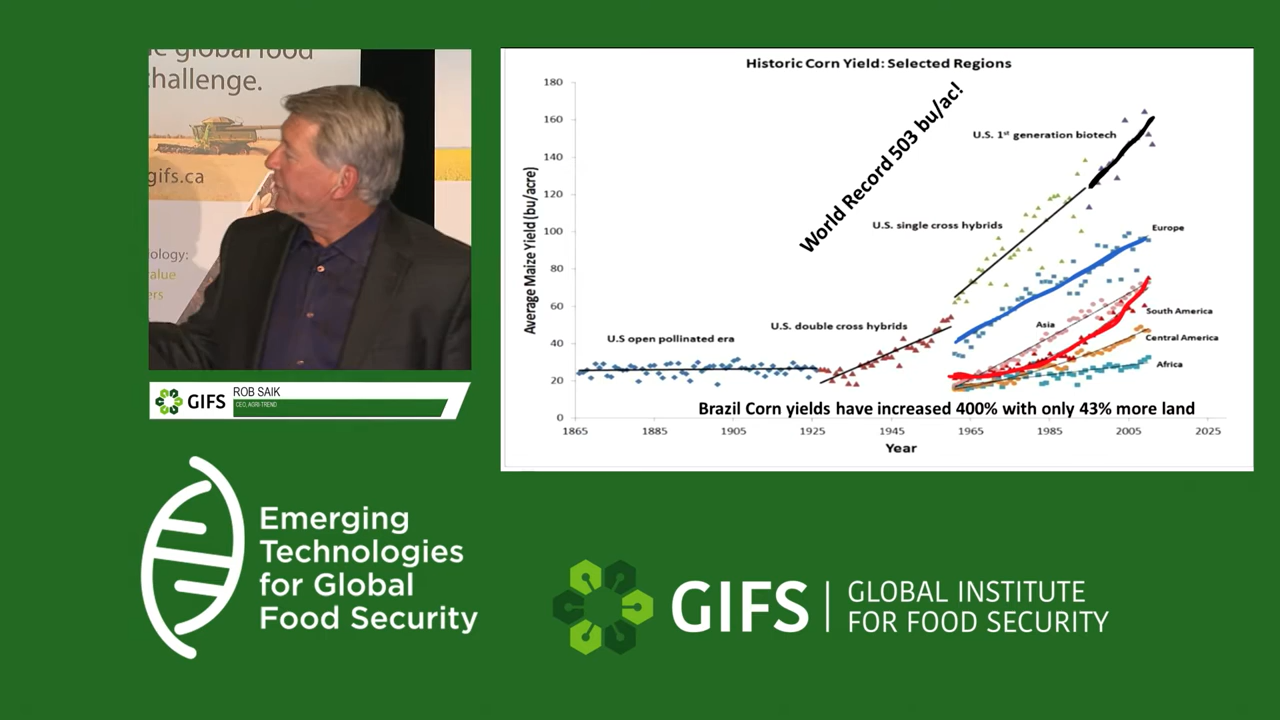 global food
challenge.
gifs.ca
ology:
alue
ers
GIFS
ROB SAIK
CEO, AGRI-TREND
Emerging
Technologies
for Global
Food Security
Historic Corn Yield: Selected Regions
World Record 503 bu/ac!
U.S. 1st generation biotech
U.S. single cross hybrids
Europe
U.S. double cross hybrids
Asia
South America
U.S open pollinated era
Central America
Africa
Average Maize Yield (bu/acre)
180
160
140
120
100
80
60
40
20
0
Brazil Corn yields have increased 400% with only 43% more land
1865 1885 1905 1925 1945 1965 1985 2005 2025
Year
GIFS
GLOBAL INSTITUTE
FOR FOOD SECURITY